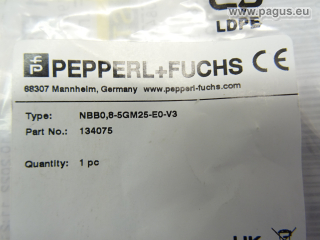 © www.pagus.eu
LDPE
PEPPERL+FUCHS CE
68307 Mannheim, Germany www.pepperl-fuchs.com
Type: NBB0,8-5GM25-E0-V3
Part No.: 134075
Quantity: 1 pc